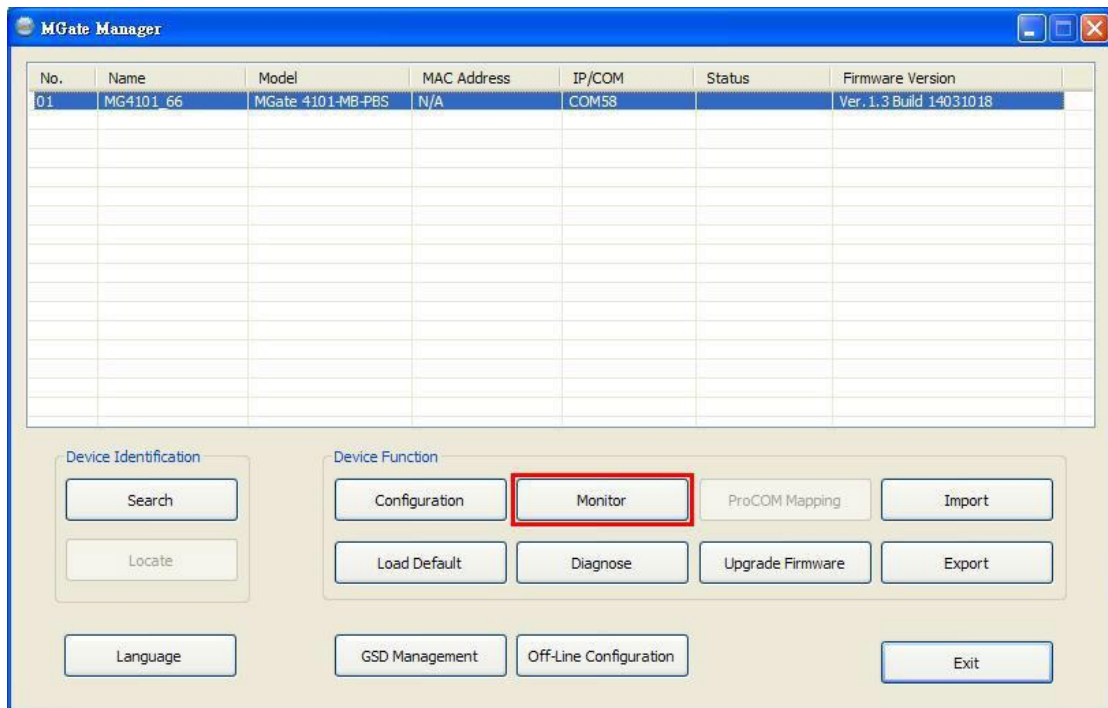 MGate Manager
No. Name Model MAC Address IP/COM Status Firmware Version
01 MG4101_66 MGate 4101-MB-PBS N/A COM58 Ver.1.3 Build 14031018
Device Identification Device Function
Search Configuration Monitor ProCOM Mapping Import
Locate Load Default Diagnose Upgrade Firmware Export
Language GSD Management Off-Line Configuration Exit